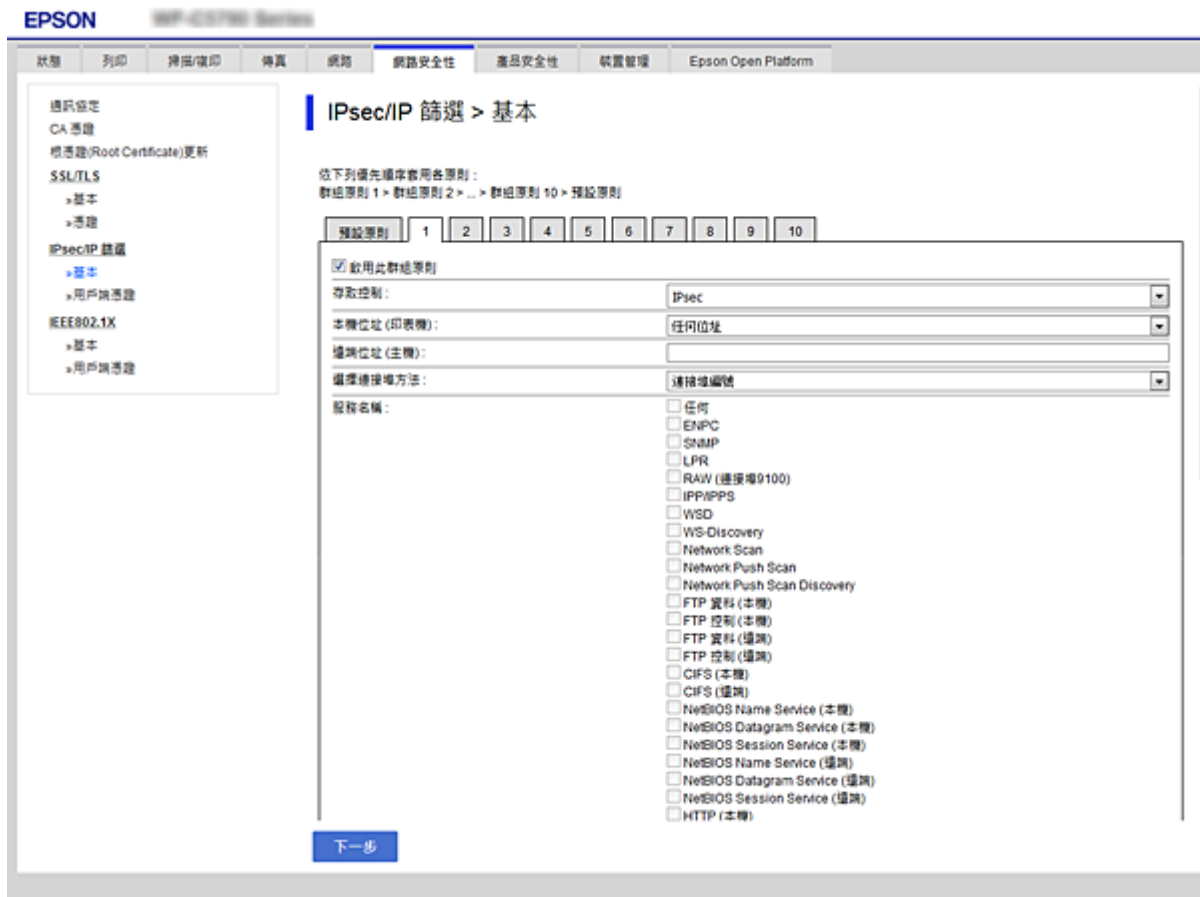 EPSON
狀態 列印 掃描/複印 傳真 網路 網路安全性 產品安全性 裝置管理 Epson Open Platform
通訊協定
CA 憑證
根憑證(Root Certificate)更新
SSL/TLS
»基本
»憑證
IPsec/IP 篩選
»基本
»用戶端憑證
IEEE802.1X
»基本
»用戶端憑證
IPsec/IP 篩選 > 基本
依下列優先順序套用各原則 :
群組原則 1 > 群組原則 2 > ... > 群組原則 10 > 預設原則
預設原則 1 2 3 4 5 6 7 8 9 10
啟用此群組原則
存取控制 : IPsec
本機位址 (印表機) : 任何位址
遠端位址 (主機) :
選擇連接埠方法 : 連接埠編號
服務名稱 : 任何
ENPC
SNMP
LPR
RAW (連接埠9100)
IPP/IPPS
WSD
WS-Discovery
Network Scan
Network Push Scan
Network Push Scan Discovery
FTP 資料 (本機)
FTP 控制 (本機)
FTP 資料 (遠端)
FTP 控制 (遠端)
CIFS (本機)
CIFS (遠端)
NetBIOS Name Service (本機)
NetBIOS Datagram Service (本機)
NetBIOS Session Service (本機)
NetBIOS Name Service (遠端)
NetBIOS Datagram Service (遠端)
NetBIOS Session Service (遠端)
HTTP (本機)
下一步